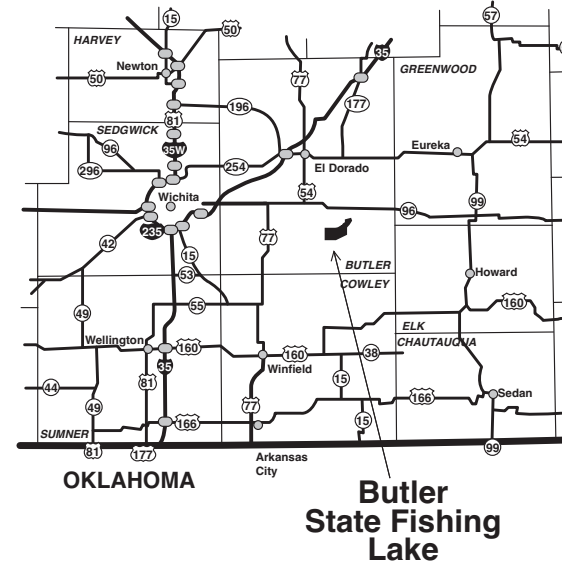 15
50
57
HARVEY
35
Newton
77
GREENWOOD
50
196
177
81
SEDGWICK
35W
96
54
Eureka
296
254
El Dorado
54
Wichita
99
96
235
42
77
15
BUTLER
53
Howard
COWLEY
55
160
49
ELK
Wellington
160
160
38
CHAUTAUQUA
35
Winfield
44
81
15
49
77
166
Sedan
15
166
SUMNER
81
177
99
OKLAHOMA
Arkansas
City
Butler
State Fishing
Lake